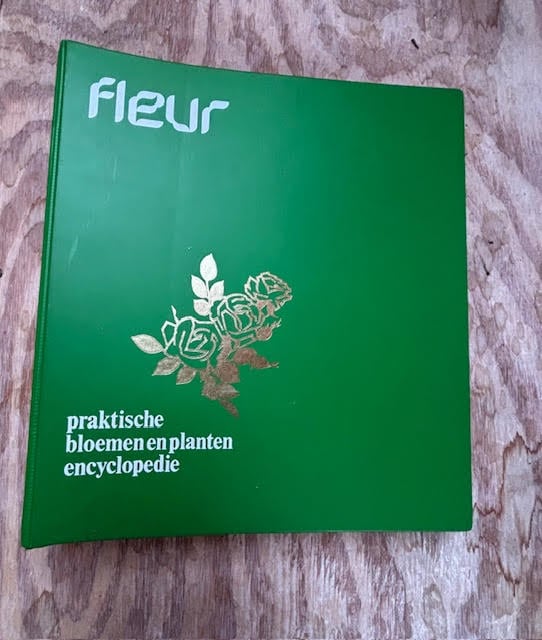 fleur
praktische
bloemen en planten
encyclopedie